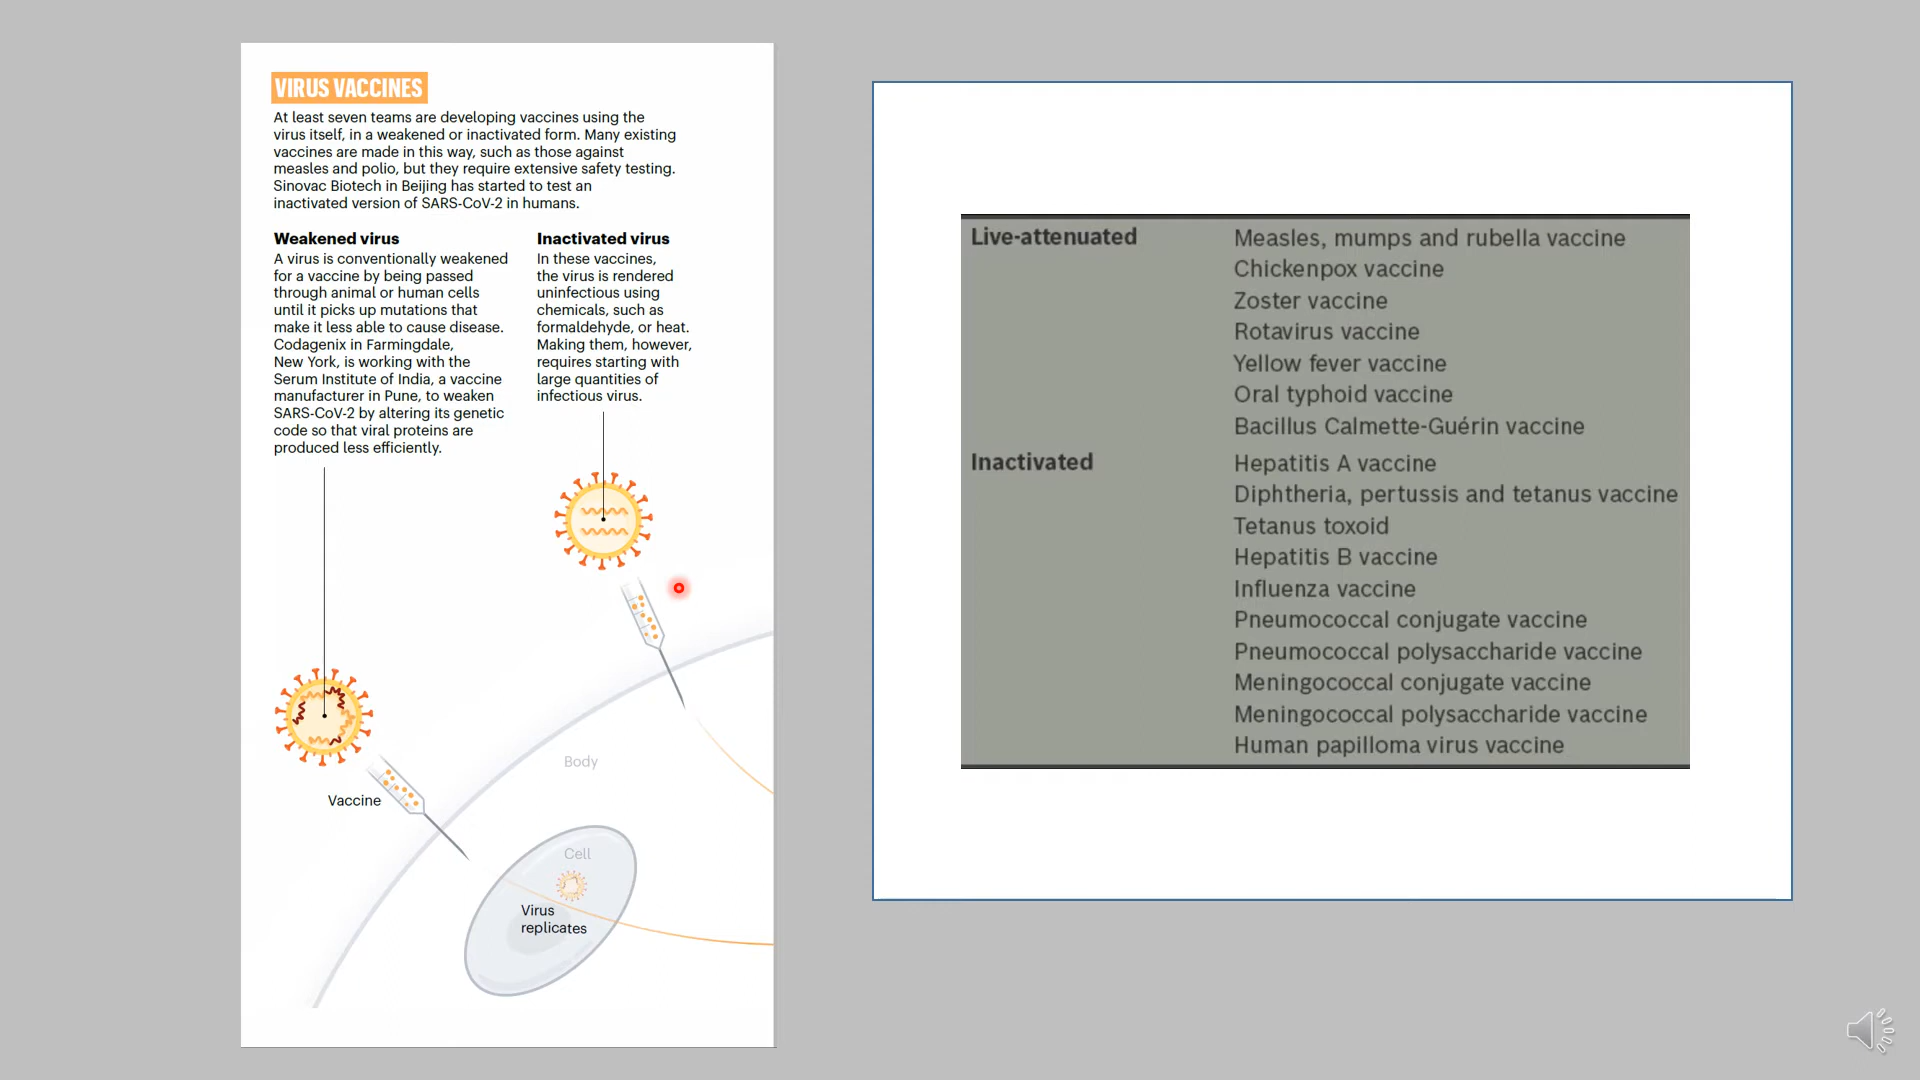 VIRUS VACCINES
At least seven teams are developing vaccines using the
virus itself, in a weakened or inactivated form. Many existing
vaccines are made in this way, such as those against
measles and polio, but they require extensive safety testing.
Sinovac Biotech in Beijing has started to test an
inactivated version of SARS-CoV-2 in humans.
Weakened virus
A virus is conventionally weakened
for a vaccine by being passed
through animal or human cells
until it picks up mutations that
make it less able to cause disease.
Codagenix in Farmingdale,
New York, is working with the
Serum Institute of India, a vaccine
manufacturer in Pune, to weaken
SARS-CoV-2 by altering its genetic
code so that viral proteins are
produced less efficiently.
Inactivated virus
In these vaccines,
the virus is rendered
uninfectious using
chemicals, such as
formaldehyde, or heat.
Making them, however,
requires starting with
large quantities of
infectious virus.
Body
Vaccine
Cell
Virus
replicates
Live-attenuated Measles, mumps and rubella vaccine
Chickenpox vaccine
Zoster vaccine
Rotavirus vaccine
Yellow fever vaccine
Oral typhoid vaccine
Bacillus Calmette-Guérin vaccine
Inactivated Hepatitis A vaccine
Diphtheria, pertussis and tetanus vaccine
Tetanus toxoid
Hepatitis B vaccine
Influenza vaccine
Pneumococcal conjugate vaccine
Pneumococcal polysaccharide vaccine
Meningococcal conjugate vaccine
Meningococcal polysaccharide vaccine
Human papilloma virus vaccine